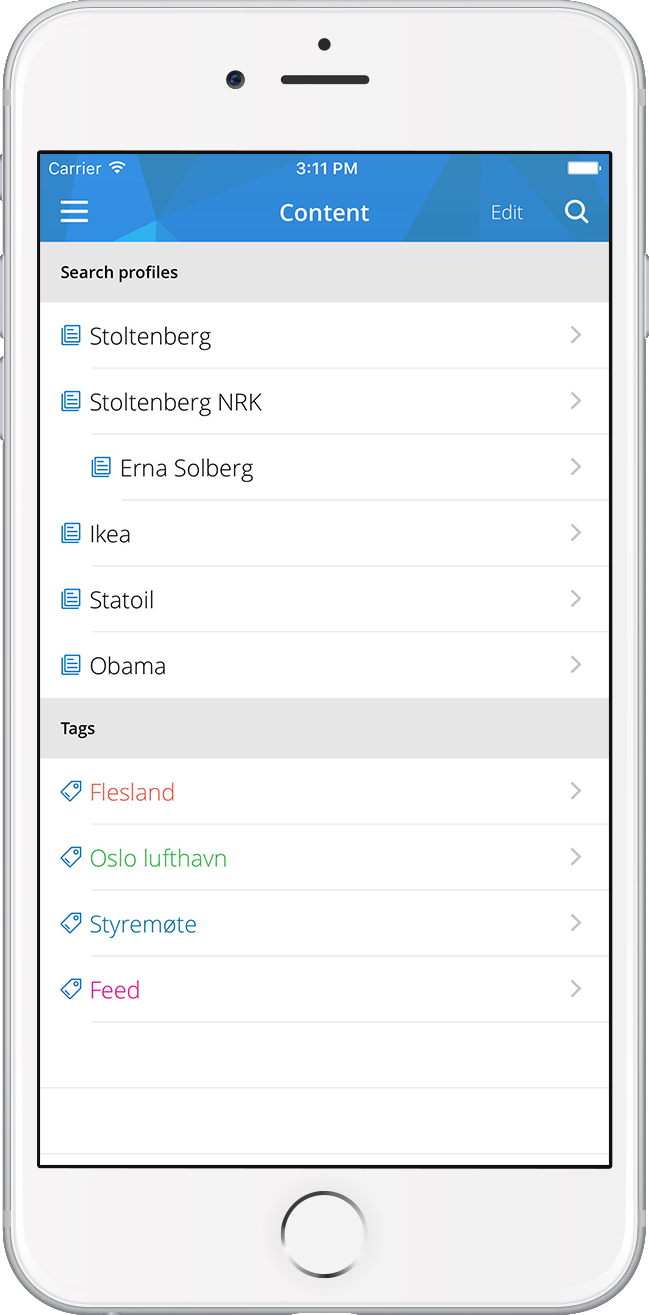 Carrier 3:11 PM
Content Edit
Search profiles
Stoltenberg
Stoltenberg NRK
Erna Solberg
Ikea
Statoil
Obama
Tags
Flesland
Oslo lufthavn
Styremøte
Feed